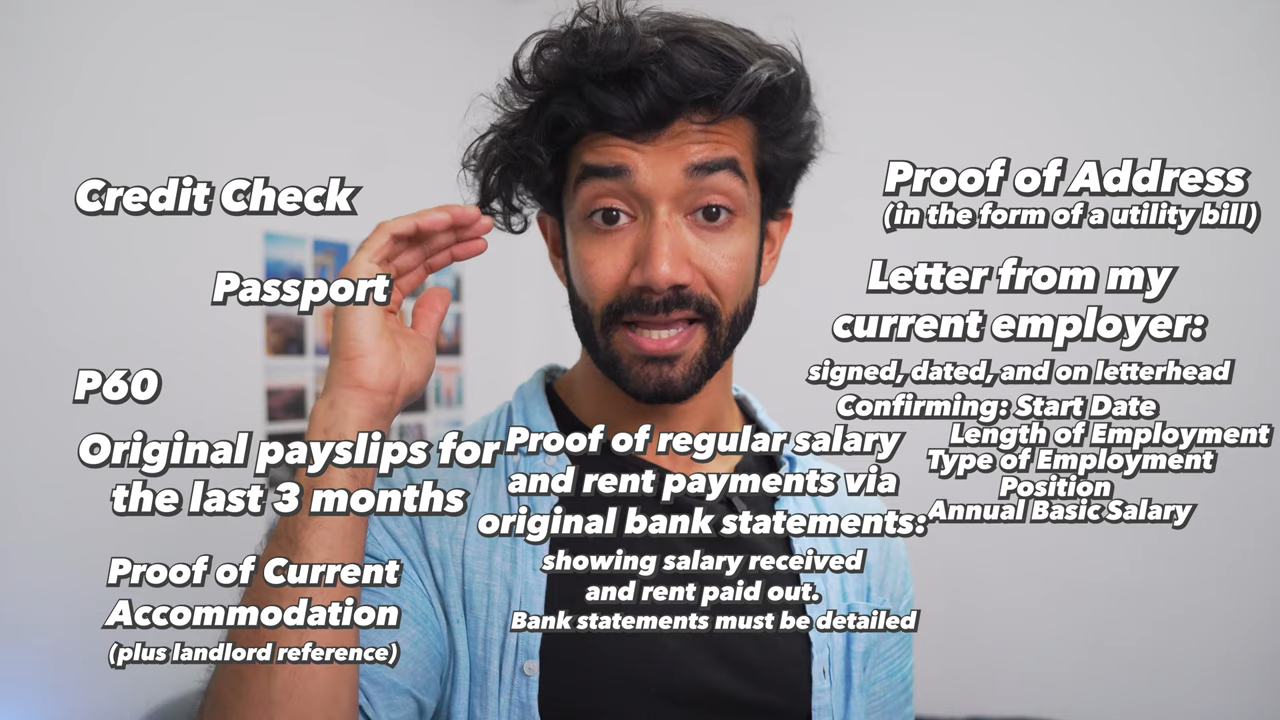 Credit Check
Passport
P60
Original payslips for
the last 3 months
Proof of Current
Accommodation
(plus landlord reference)
Proof of regular salary
and rent payments via
original bank statements:
showing salary received
and rent paid out.
Bank statements must be detailed
Proof of Address
(in the form of a utility bill)
Letter from my
current employer:
signed, dated, and on letterhead
Confirming: Start Date
Length of Employment
Type of Employment
Position
Annual Basic Salary